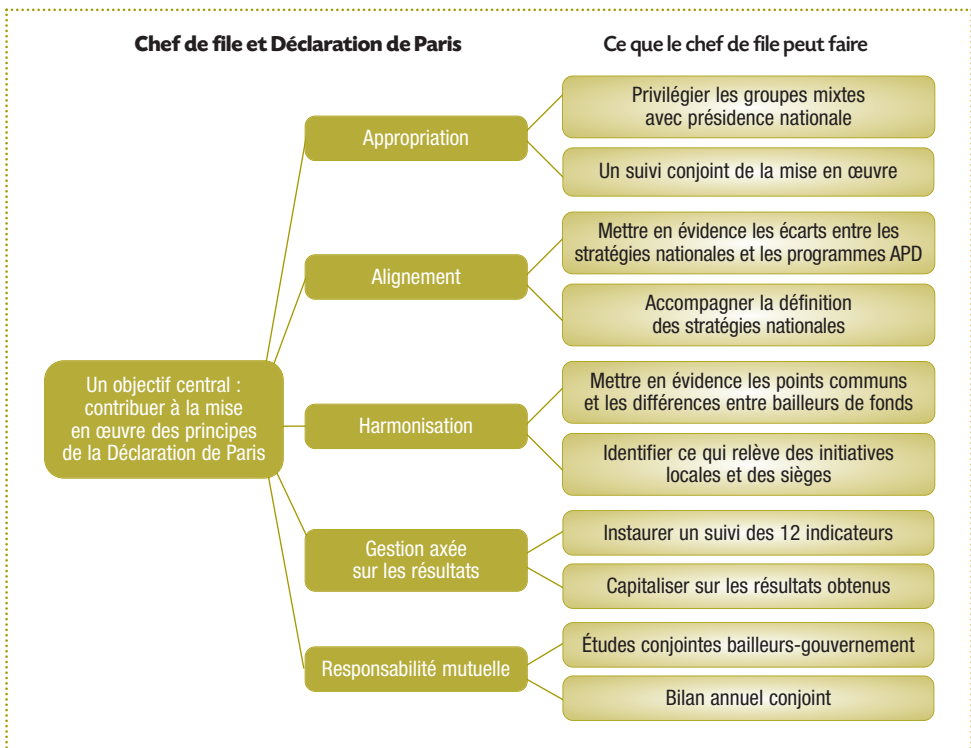 Chef de file et Déclaration de Paris
Ce que le chef de file peut faire
Un objectif central :
contribuer à la mise
en œuvre des principes
de la Déclaration de Paris
Appropriation
Privilégier les groupes mixtes
avec présidence nationale
Un suivi conjoint de la mise en œuvre
Alignement
Mettre en évidence les écarts entre les
stratégies nationales et les programmes APD
Accompagner la définition
des stratégies nationales
Harmonisation
Mettre en évidence les points communs
et les différences entre bailleurs de fonds
Identifier ce qui relève des initiatives
locales et des sièges
Gestion axée
sur les résultats
Instaurer un suivi des 12 indicateurs
Capitaliser sur les résultats obtenus
Responsabilité mutuelle
Études conjointes bailleurs-gouvernement
Bilan annuel conjoint